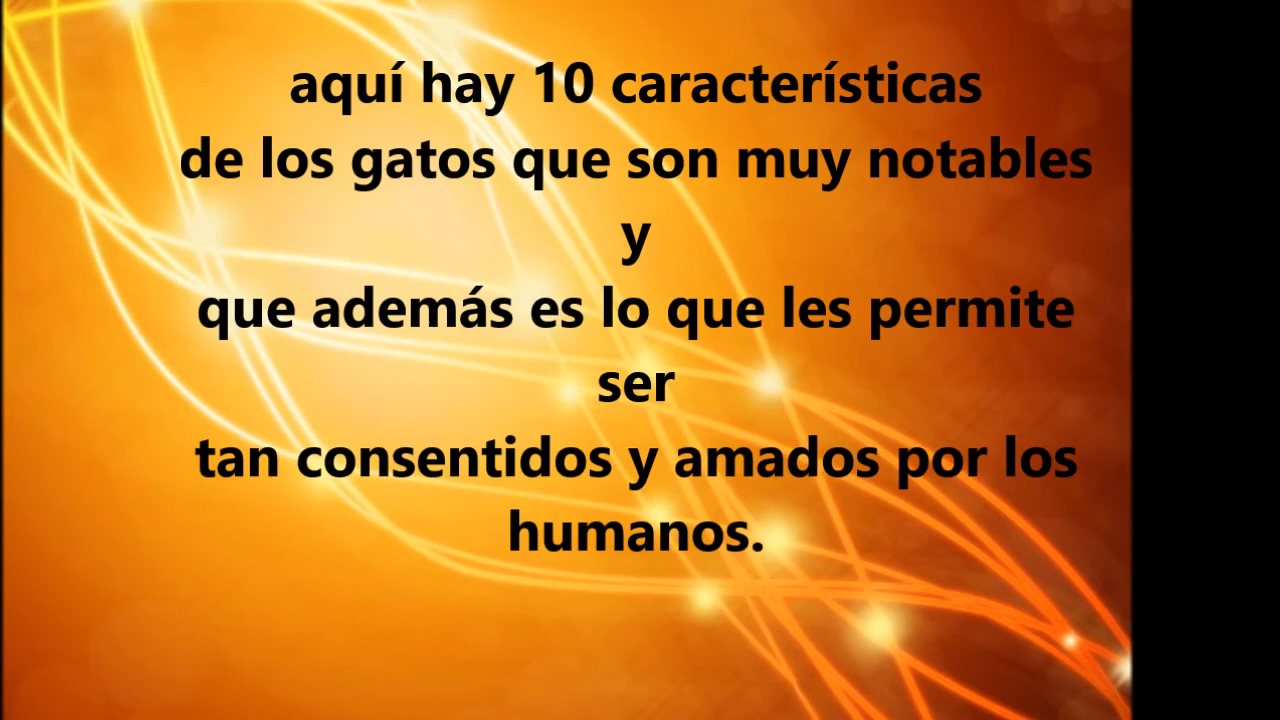 aquí hay 10 características
de los gatos que son muy notables
y
que además es lo que les permite
ser
tan consentidos y amados por los
humanos.